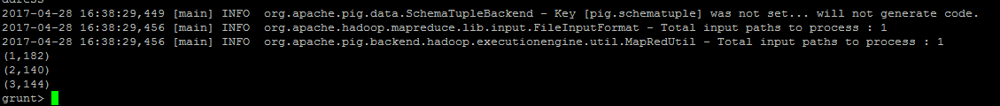 ddress
2017-04-28 16:38:29,449 [main] INFO  org.apache.pig.data.SchemaTupleBackend - Key [pig.schematuple] was not set... will not generate code.
2017-04-28 16:38:29,456 [main] INFO  org.apache.hadoop.mapreduce.lib.input.FileInputFormat - Total input paths to process : 1
2017-04-28 16:38:29,456 [main] INFO  org.apache.pig.backend.hadoop.executionengine.util.MapRedUtil - Total input paths to process : 1
(1,182)
(2,140)
(3,144)
grunt>